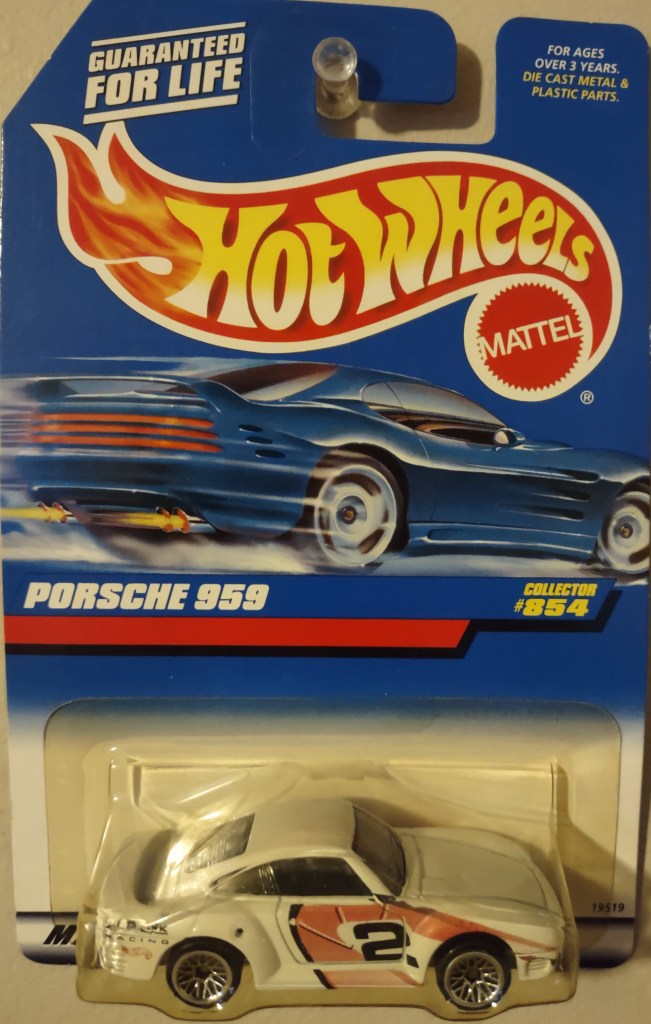 GUARANTEED
FOR LIFE
FOR AGES
OVER 3 YEARS.
DIE CAST METAL &
PLASTIC PARTS.
HOT WHEELS
MATTEL
®
PORSCHE 959
COLLECTOR
#854
19519
RACING
2